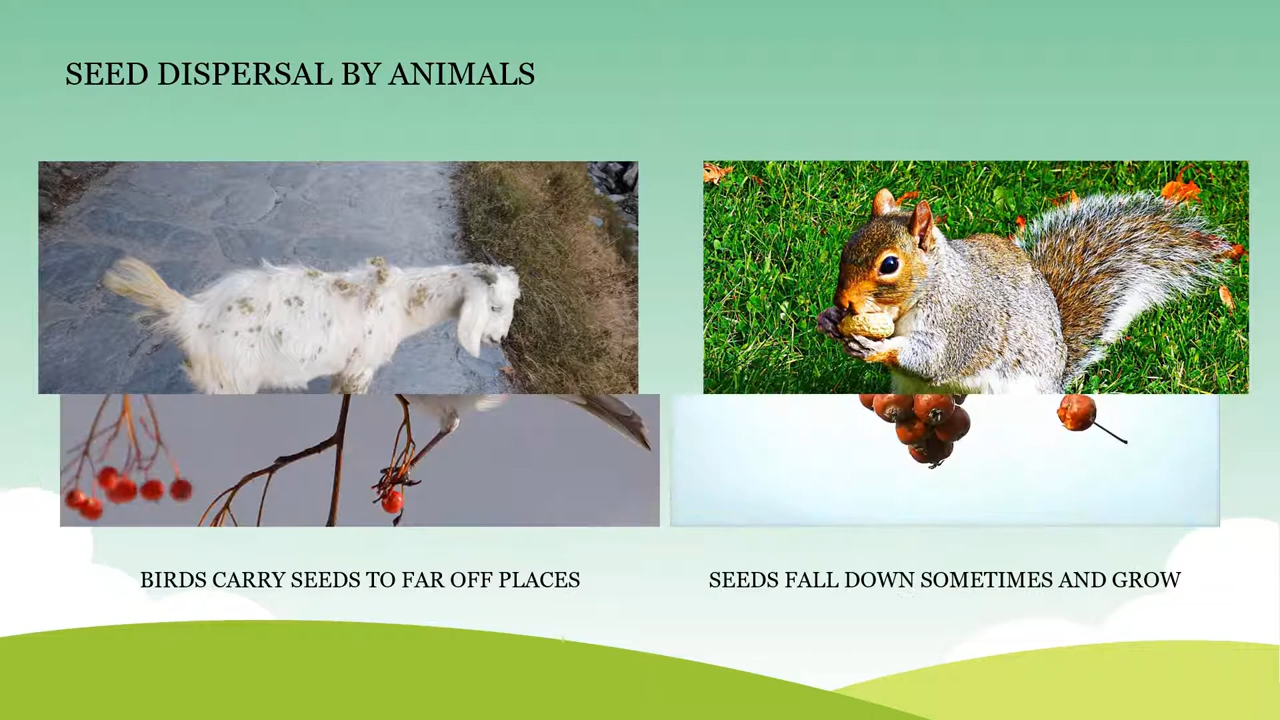 SEED DISPERSAL BY ANIMALS
BIRDS CARRY SEEDS TO FAR OFF PLACES
SEEDS FALL DOWN SOMETIMES AND GROW